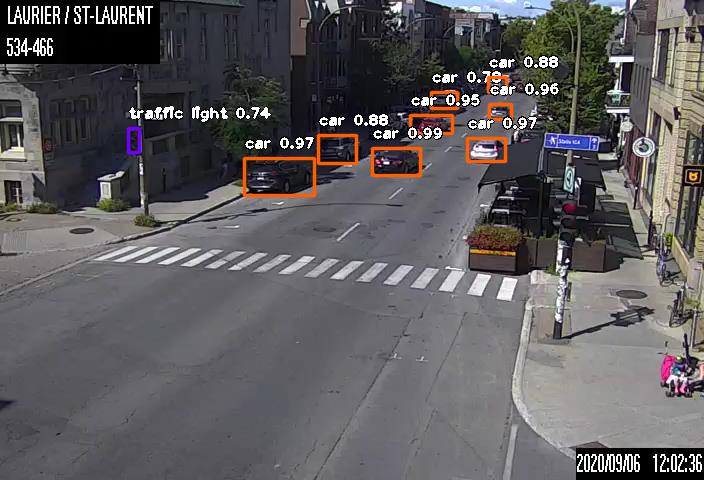 LAURIER / ST-LAURENT
534-466
car 0.88
car 0.78
car 0.96
car 0.95
traffic light 0.74
car 0.88
car 0.97
car 0.99
car 0.97
2020/09/06 12:02:36